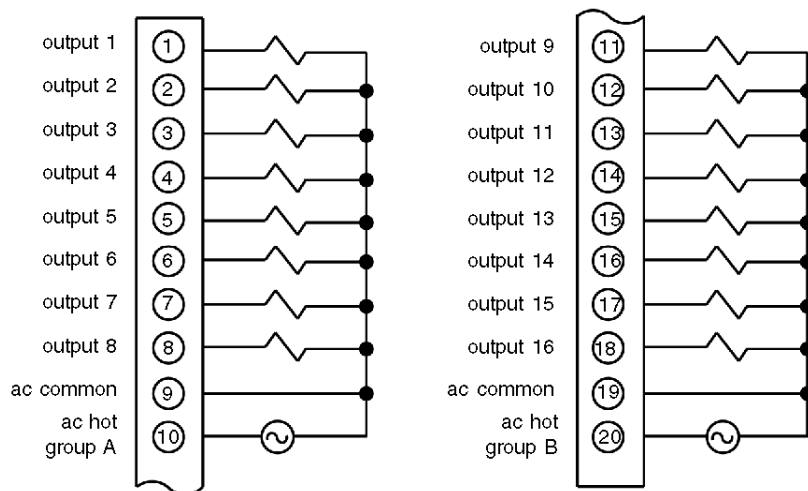 output 1 1
output 2 2
output 3 3
output 4 4
output 5 5
output 6 6
output 7 7
output 8 8
ac common 9
ac hot
group A 10
output 9 11
output 10 12
output 11 13
output 12 14
output 13 15
output 14 16
output 15 17
output 16 18
ac common 19
ac hot
group B 20